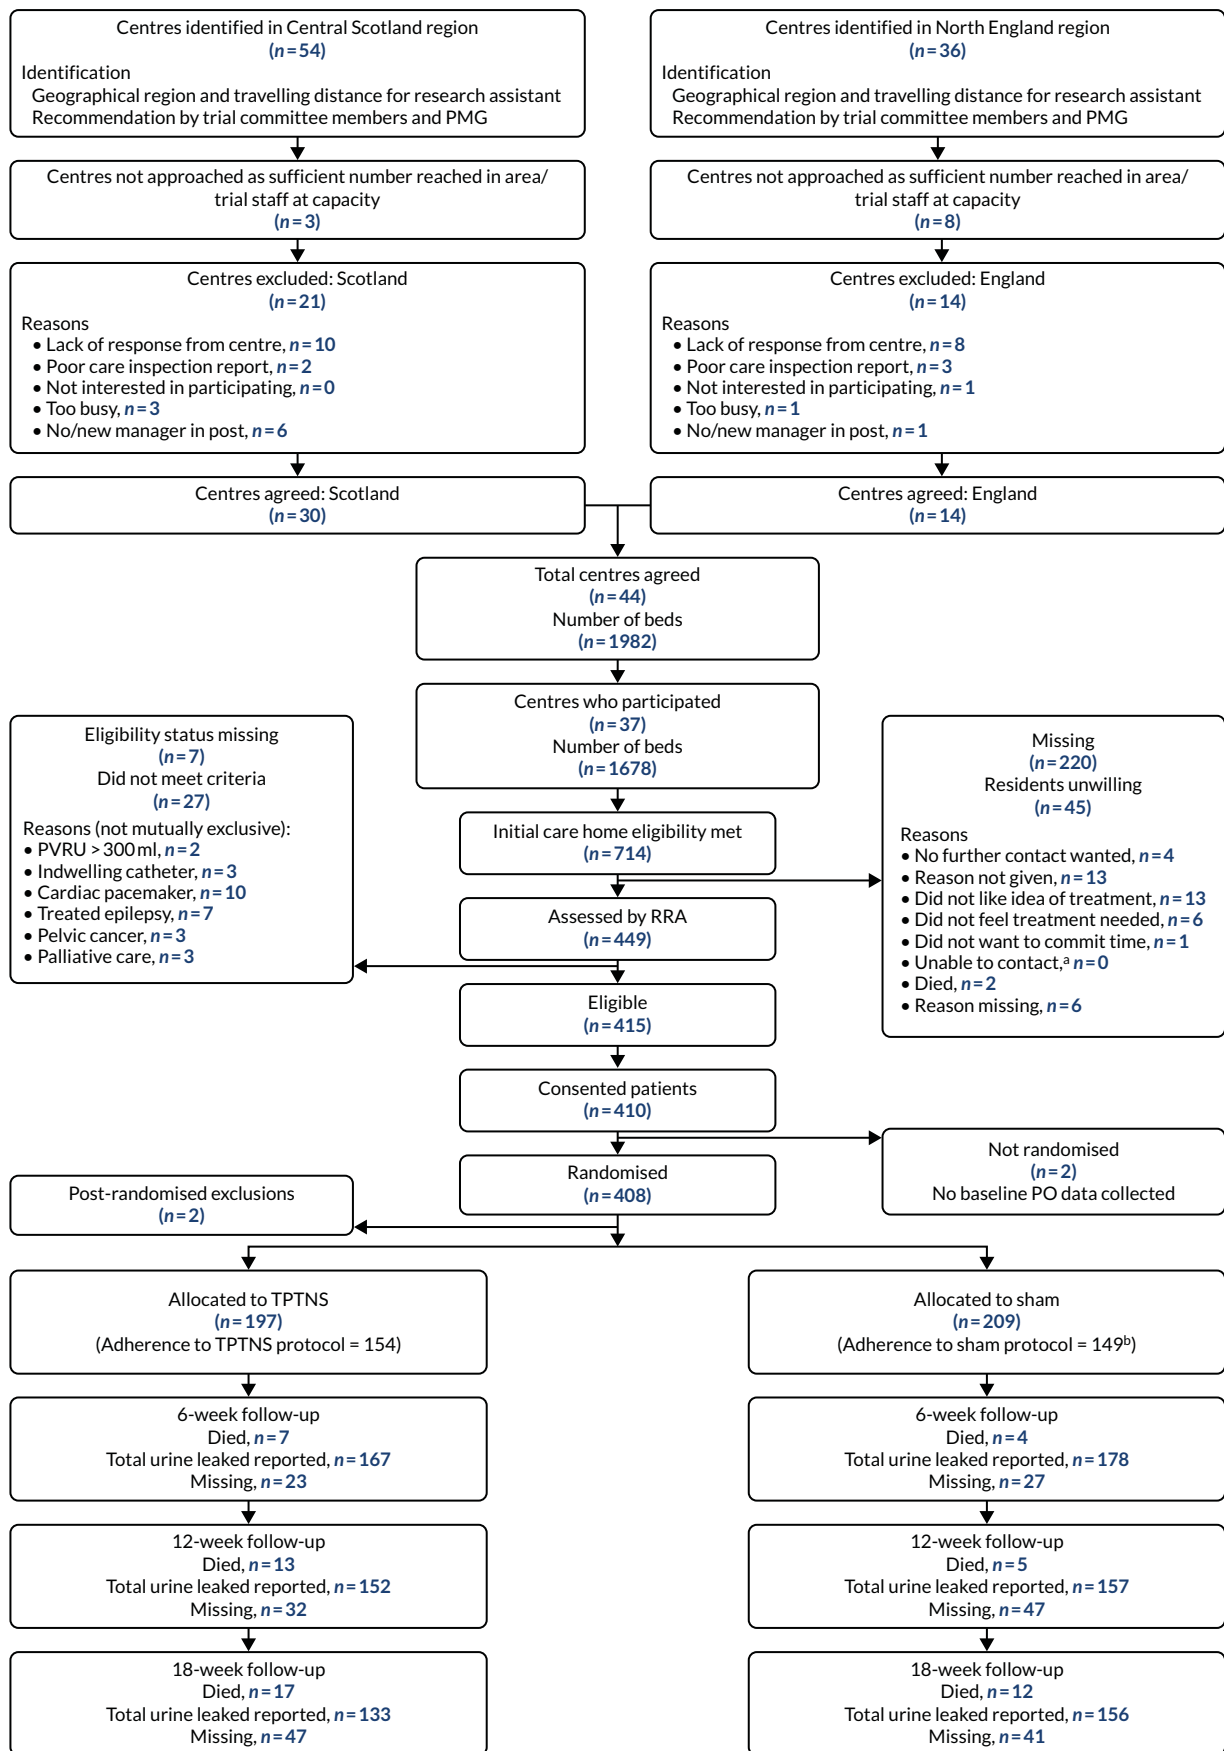 Centres identified in Central Scotland region
(n=54)
Identification
Geographical region and travelling distance for research assistant
Recommendation by trial committee members and PMG
Centres identified in North England region
(n=36)
Identification
Geographical region and travelling distance for research assistant
Recommendation by trial committee members and PMG
Centres not approached as sufficient number reached in area/
trial staff at capacity
(n=3)
Centres not approached as sufficient number reached in area/
trial staff at capacity
(n=8)
Centres excluded: Scotland
(n=21)
Reasons
• Lack of response from centre, n=10
• Poor care inspection report, n=2
• Not interested in participating, n=0
• Too busy, n=3
• No/new manager in post, n=6
Centres excluded: England
(n=14)
Reasons
• Lack of response from centre, n=8
• Poor care inspection report, n=3
• Not interested in participating, n=1
• Too busy, n=1
• No/new manager in post, n=1
Centres agreed: Scotland
(n=30)
Centres agreed: England
(n=14)
Total centres agreed
(n=44)
Number of beds
(n=1982)
Centres who participated
(n=37)
Number of beds
(n=1678)
Initial care home eligibility met
(n=714)
Missing
(n=220)
Residents unwilling
(n=45)
Reasons
• No further contact wanted, n=4
• Reason not given, n=13
• Did not like idea of treatment, n=13
• Did not feel treatment needed, n=6
• Did not want to commit time, n=1
• Unable to contact,ᵃ n=0
• Died, n=2
• Reason missing, n=6
Assessed by RRA
(n=449)
Eligibility status missing
(n=7)
Did not meet criteria
(n=27)
Reasons (not mutually exclusive):
• PVRU >300ml, n=2
• Indwelling catheter, n=3
• Cardiac pacemaker, n=10
• Treated epilepsy, n=7
• Pelvic cancer, n=3
• Palliative care, n=3
Eligible
(n=415)
Consented patients
(n=410)
Not randomised
(n=2)
No baseline PO data collected
Randomised
(n=408)
Post-randomised exclusions
(n=2)
Allocated to TPTNS
(n=197)
(Adherence to TPTNS protocol = 154)
Allocated to sham
(n=209)
(Adherence to sham protocol = 149ᵇ)
6-week follow-up
Died, n=7
Total urine leaked reported, n=167
Missing, n=23
6-week follow-up
Died, n=4
Total urine leaked reported, n=178
Missing, n=27
12-week follow-up
Died, n=13
Total urine leaked reported, n=152
Missing, n=32
12-week follow-up
Died, n=5
Total urine leaked reported, n=157
Missing, n=47
18-week follow-up
Died, n=17
Total urine leaked reported, n=133
Missing, n=47
18-week follow-up
Died, n=12
Total urine leaked reported, n=156
Missing, n=41